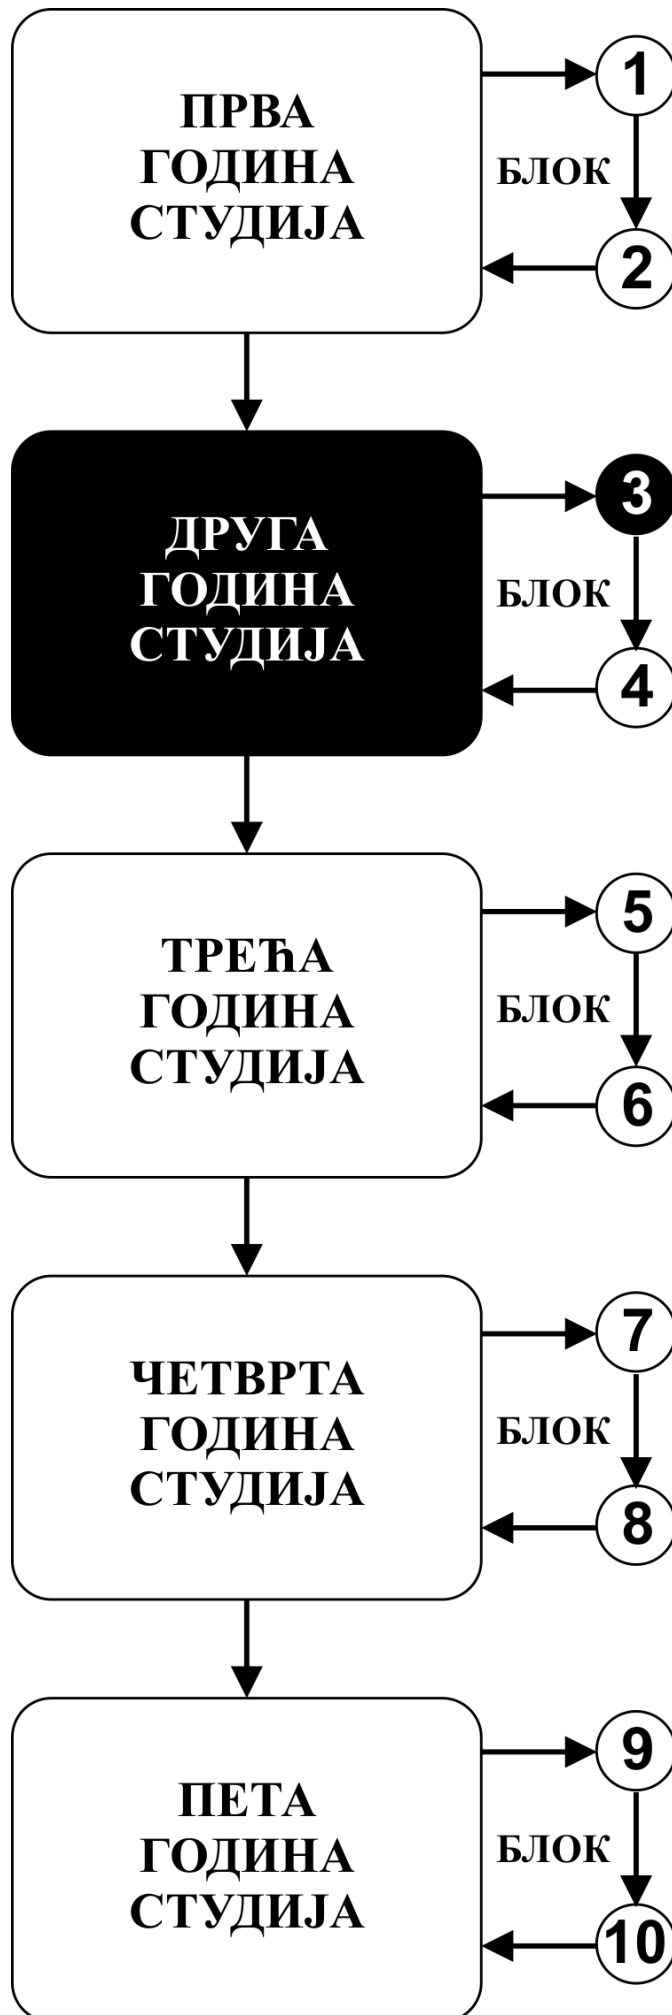 ПРВА
ГОДИНА
СТУДИЈА
1
БЛОК
2
ДРУГА
ГОДИНА
СТУДИЈА
3
БЛОК
4
ТРЕЋА
ГОДИНА
СТУДИЈА
5
БЛОК
6
ЧЕТВРТА
ГОДИНА
СТУДИЈА
7
БЛОК
8
ПЕТА
ГОДИНА
СТУДИЈА
9
БЛОК
10